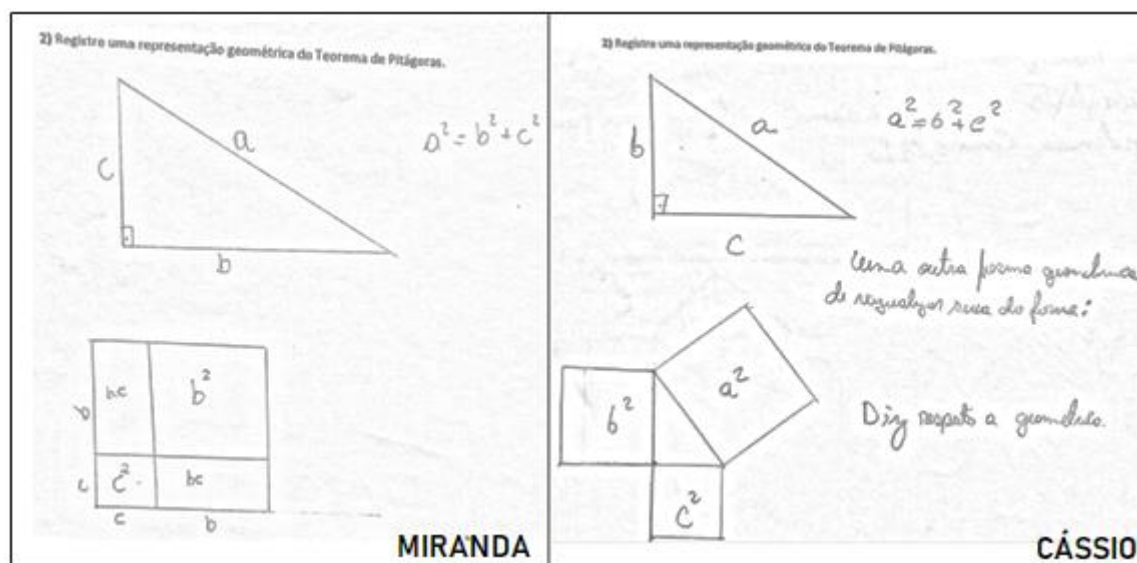 2) Registre uma representação geométrica do Teorema de Pitágoras.
c
a
b
a² = b² + c²
b
bc
b²
c
c²
bc
c
b
MIRANDA
2) Registre uma representação geométrica do Teorema de Pitágoras.
b
a
c
a² = b² + c²
uma outra forma geometrica
de seria da forma:
b²
a²
c²
Diz respeito a geometria.
CÁSSIO